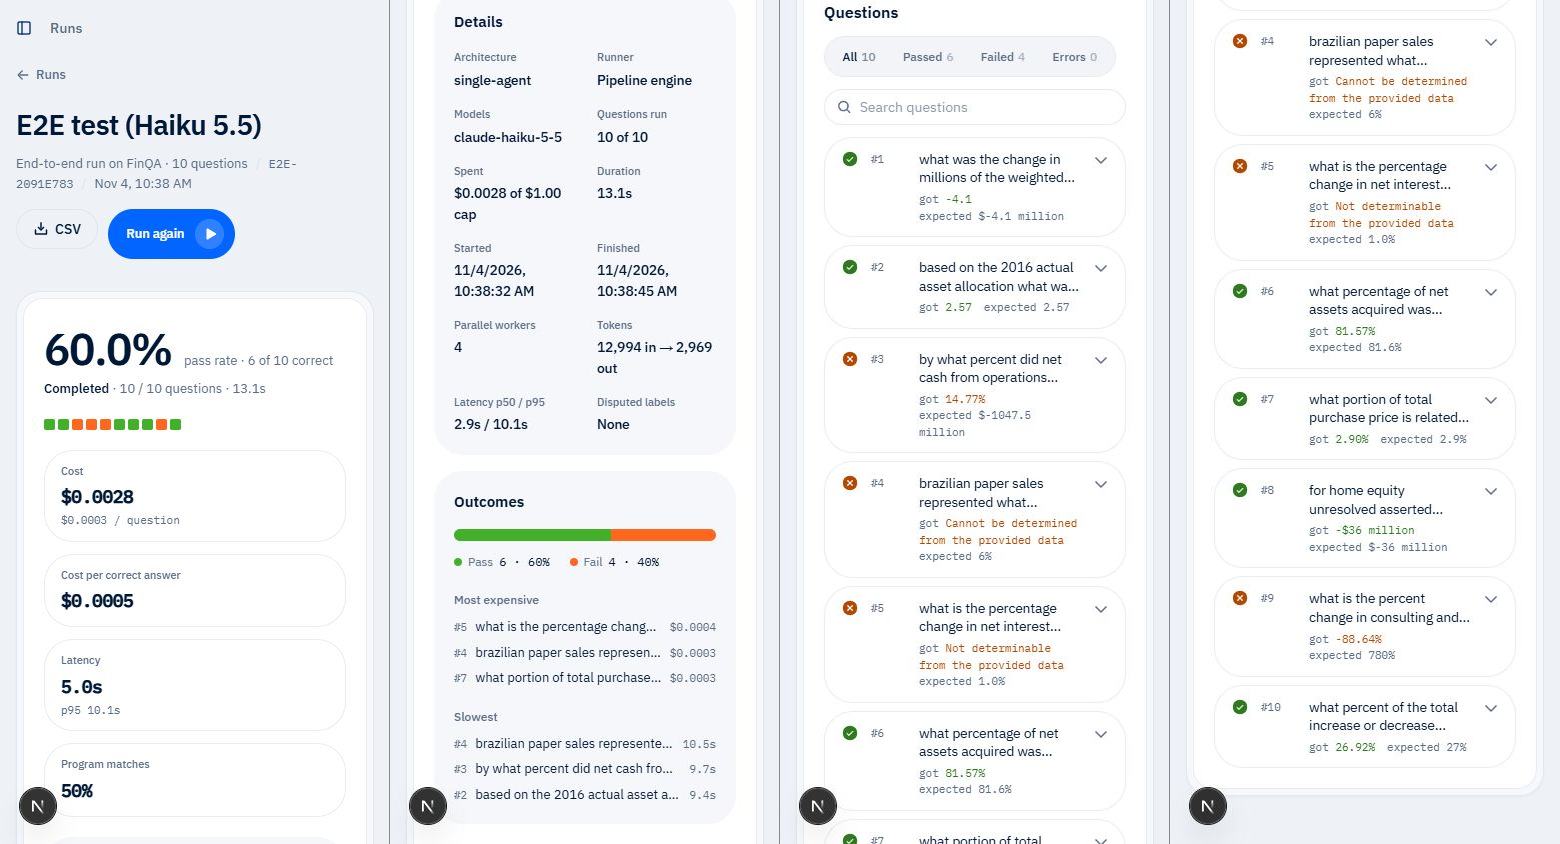 Runs
← Runs
E2E test (Haiku 5.5)
End-to-end run on FinQA · 10 questions / E2E-
2091E783 / Nov 4, 10:38 AM
CSV
Run again
60.0% pass rate · 6 of 10 correct
Completed · 10 / 10 questions · 13.1s
Cost
$0.0028
$0.0003 / question
Cost per correct answer
$0.0005
Latency
5.0s
p95 10.1s
Program matches
50%
N
Details
Architecture
single-agent
Runner
Pipeline engine
Models
claude-haiku-5-5
Questions run
10 of 10
Spent
$0.0028 of $1.00
cap
Duration
13.1s
Started
11/4/2026,
10:38:32 AM
Finished
11/4/2026,
10:38:45 AM
Parallel workers
4
Tokens
12,994 in → 2,969
out
Latency p50 / p95
2.9s / 10.1s
Disputed labels
None
Outcomes
Pass 6 · 60% Fail 4 · 40%
Most expensive
#5 what is the percentage chang... $0.0004
#4 brazilian paper sales represen... $0.0003
#7 what portion of total purchase... $0.0003
Slowest
#4 brazilian paper sales represente... 10.5s
#3 by what percent did net cash fro... 9.7s
#2 based on the 2016 actual asset a... 9.4s
N
Questions
All 10 Passed 6 Failed 4 Errors 0
Search questions
#1 what was the change in
millions of the weighted...
got -4.1
expected $-4.1 million
#2 based on the 2016 actual
asset allocation what wa...
got 2.57 expected 2.57
#3 by what percent did net
cash from operations...
got 14.77%
expected $-1047.5
million
#4 brazilian paper sales
represented what...
got Cannot be determined
from the provided data
expected 6%
#5 what is the percentage
change in net interest...
got Not determinable
from the provided data
expected 1.0%
#6 what percentage of net
assets acquired was...
got 81.57%
expected 81.6%
#7 what portion of total
N
#4 brazilian paper sales
represented what...
got Cannot be determined
from the provided data
expected 6%
#5 what is the percentage
change in net interest...
got Not determinable
from the provided data
expected 1.0%
#6 what percentage of net
assets acquired was...
got 81.57%
expected 81.6%
#7 what portion of total
purchase price is related...
got 2.90% expected 2.9%
#8 for home equity
unresolved asserted...
got -$36 million
expected $-36 million
#9 what is the percent
change in consulting and...
got -88.64%
expected 780%
#10 what percent of the total
increase or decrease...
got 26.92% expected 27%
N